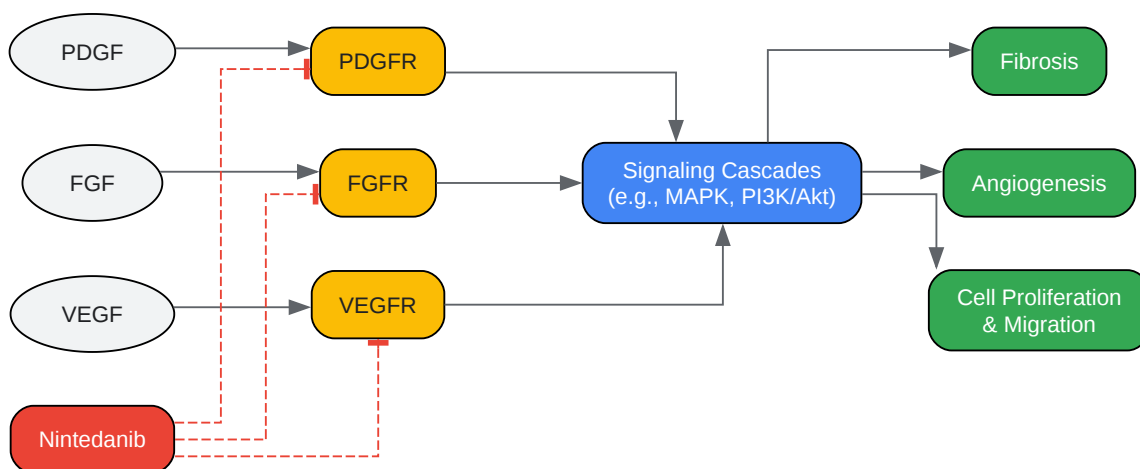 PDGF
PDGFR
Fibrosis
FGF
FGFR
Signaling Cascades
(e.g., MAPK, PI3K/Akt)
Angiogenesis
VEGF
VEGFR
Cell Proliferation
& Migration
Nintedanib